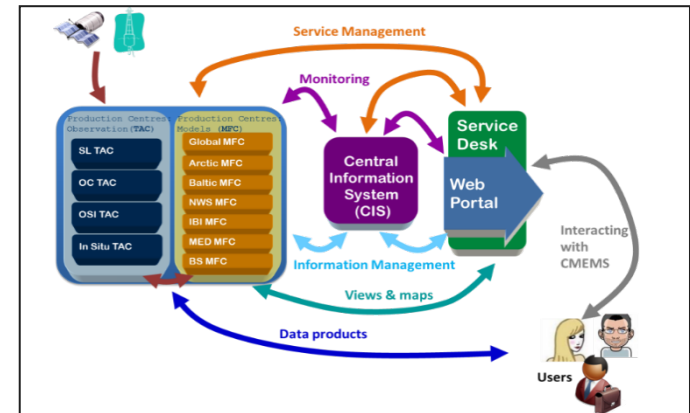 Service Management
Monitoring
Production Centres
Observation(TAC)
Production Centres
Models (MFC)
SL TAC
OC TAC
OSI TAC
In Situ TAC
Global MFC
Arctic MFC
Baltic MFC
NWS MFC
IBI MFC
MED MFC
BS MFC
Central
Information
System
(CIS)
Service
Desk
Web
Portal
Interacting
with
CMEMS
Information Management
Views & maps
Data products
Users